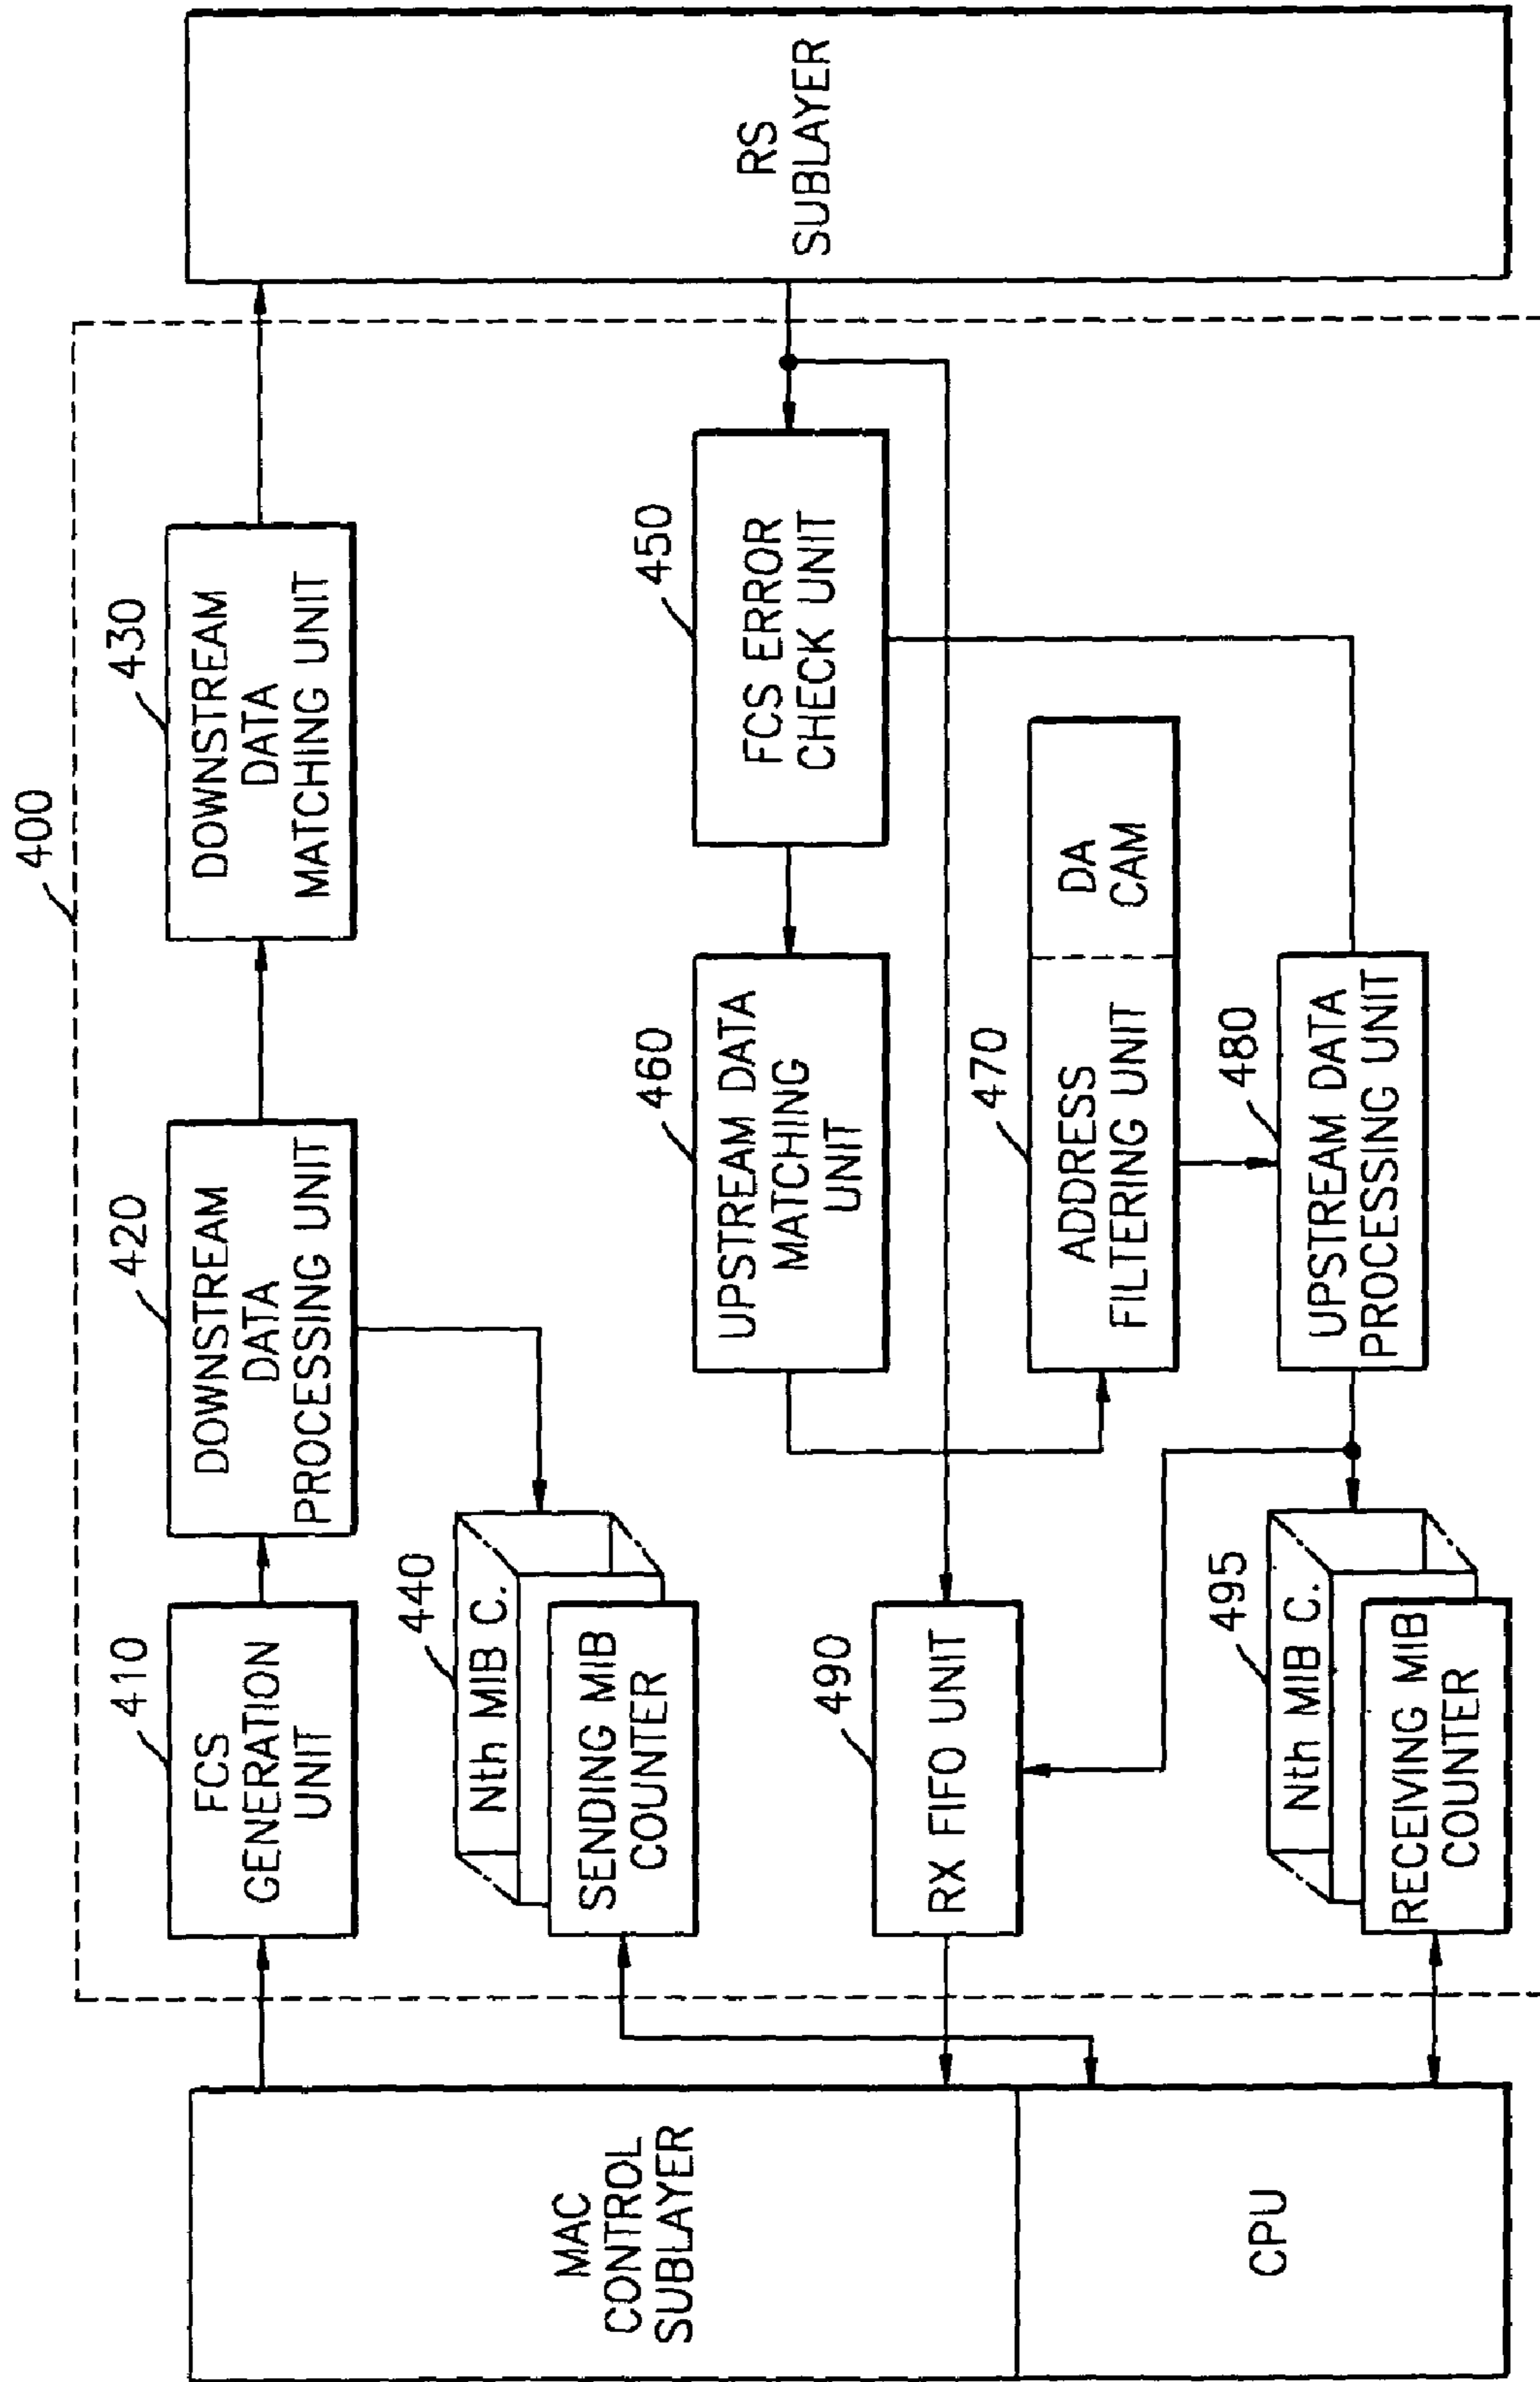 400
MAC
CONTROL
SUBLAYER
CPU
410
FCS
GENERATION
UNIT
420
DOWNSTREAM
DATA
PROCESSING UNIT
430
DOWNSTREAM
DATA
MATCHING UNIT
RS
SUBLAYER
440
Nth MIB C.
SENDING MIB
COUNTER
450
FCS ERROR
CHECK UNIT
460
UPSTREAM DATA
MATCHING
UNIT
470
ADDRESS
FILTERING UNIT
DA
CAM
480
UPSTREAM DATA
PROCESSING UNIT
490
RX FIFO UNIT
495
Nth MIB C.
RECEIVING MIB
COUNTER